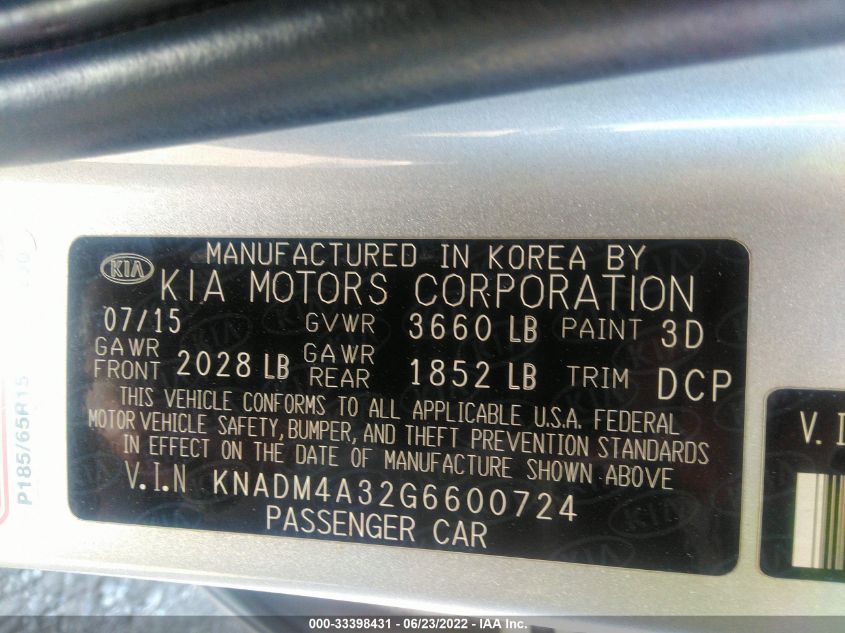 MANUFACTURED IN KOREA BY
KIA
KIA MOTORS CORPORATION
07/15 GVWR 3660 LB PAINT 3D
GAWR FRONT 2028 LB GAWR REAR 1852 LB TRIM DCP
THIS VEHICLE CONFORMS TO ALL APPLICABLE U.S.A. FEDERAL
MOTOR VEHICLE SAFETY, BUMPER, AND THEFT PREVENTION STANDARDS
IN EFFECT ON THE DATE OF MANUFACTURE SHOWN ABOVE
V.I.N KNADM4A32G6600724
PASSENGER CAR
P185/65R15
V. I
000-33398431 - 06/23/2022 - IAAI.com